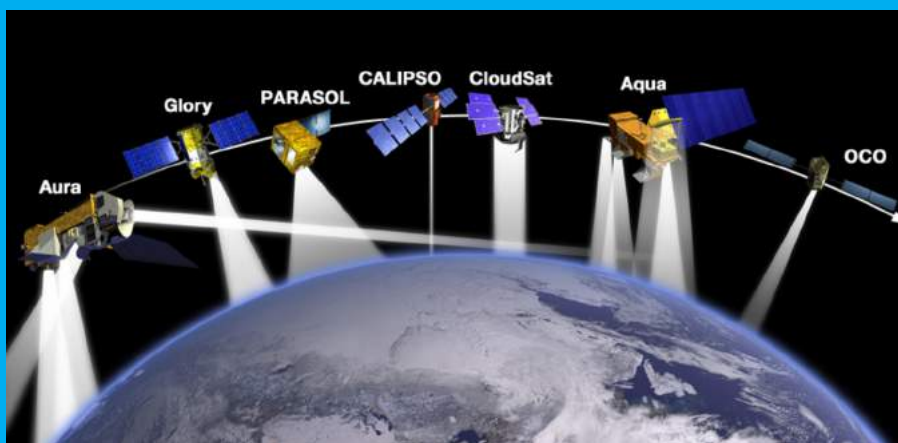 Aura
Glory
PARASOL
CALIPSO
CloudSat
Aqua
OCO